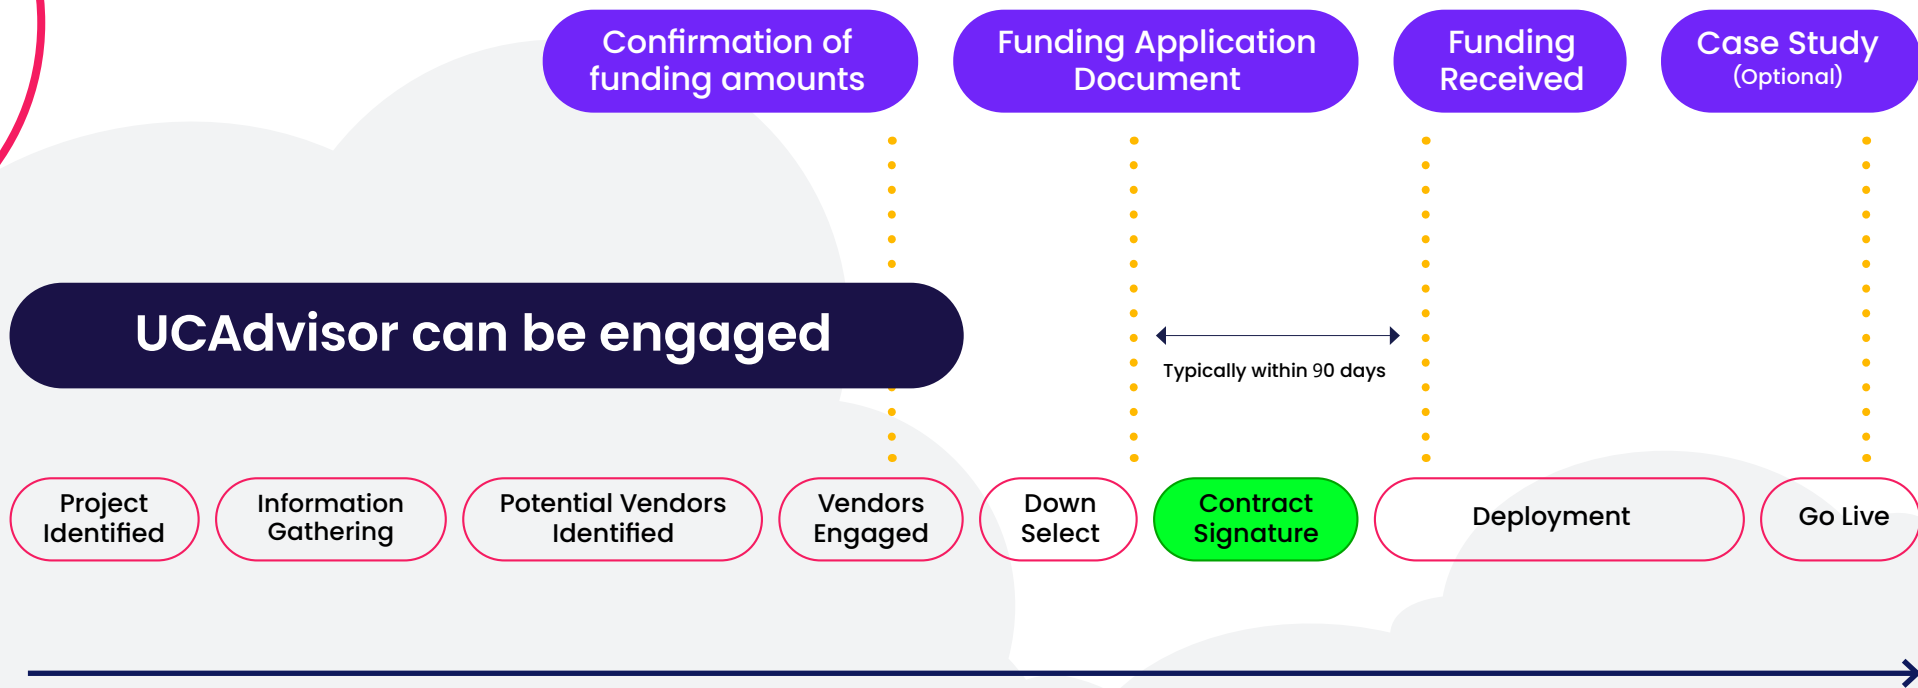 Confirmation of
funding amounts
Funding Application
Document
Funding
Received
Case Study
(Optional)
UCAdvisor can be engaged
Typically within 90 days
Project
Identified
Information
Gathering
Potential Vendors
Identified
Vendors
Engaged
Down
Select
Contract
Signature
Deployment
Go Live